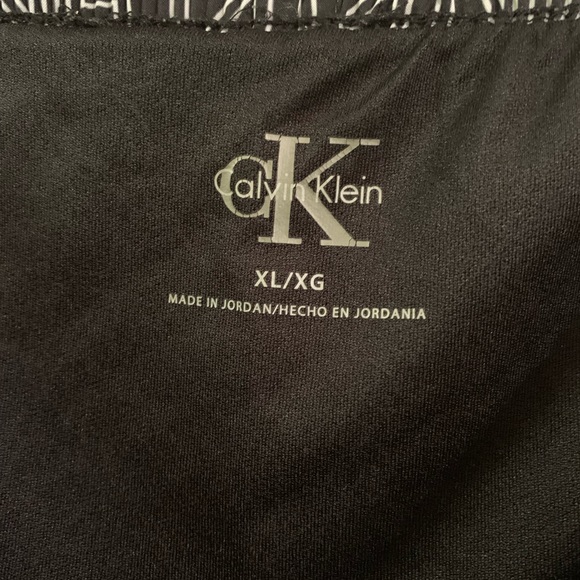 CK
Calvin Klein
XL/XG
MADE IN JORDAN/HECHO EN JORDANIA